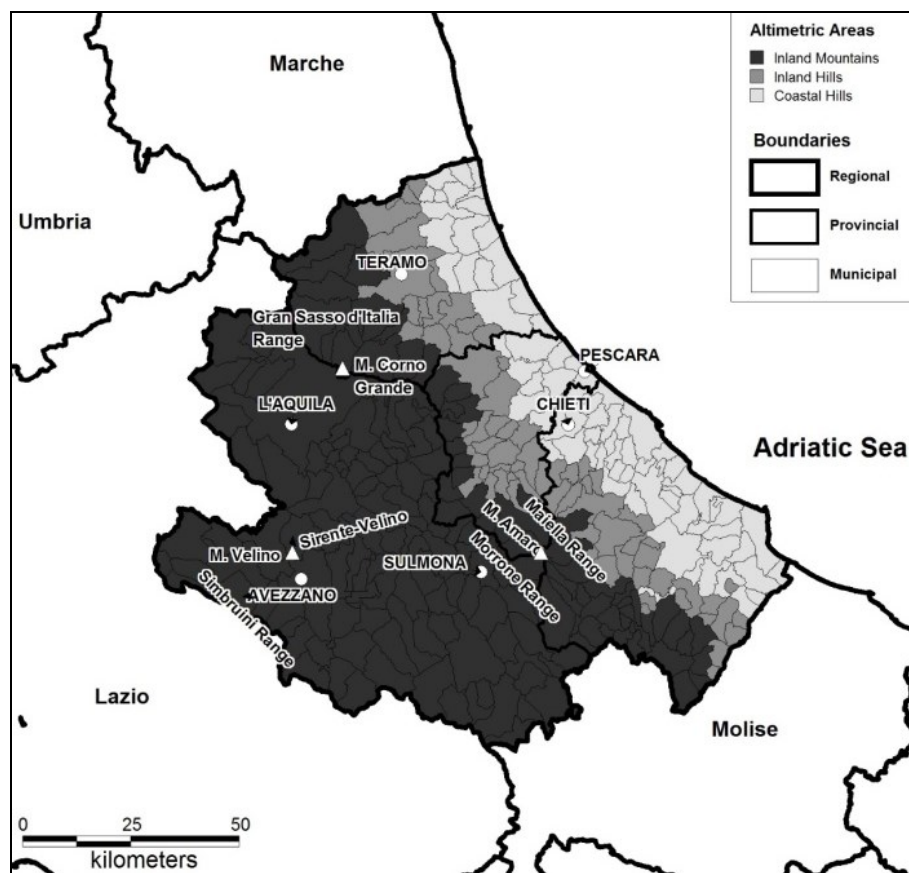 Marche
Altimetric Areas
Inland Mountains
Inland Hills
Coastal Hills
Boundaries
Regional
Provincial
Municipal
Umbria
TERAMO
Gran Sasso d'Italia
Range
M. Corno
Grande
PESCARA
L'AQUILA
CHIETI
Adriatic Sea
Sirente-Velino
M. Velino
M. Amaro
Maiella Range
Morrone Range
SULMONA
AVEZZANO
Simbruini Range
Lazio
Molise
0 25 50
kilometers